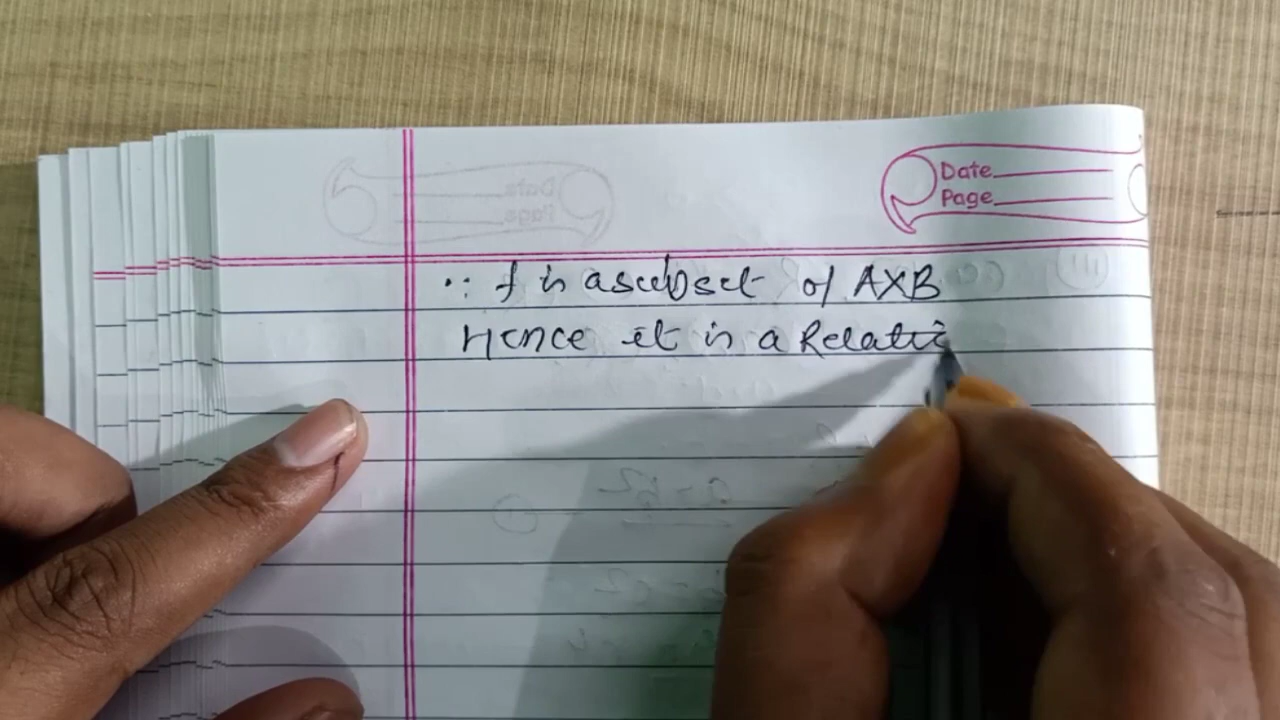 Date
Page
∵ f is a subset of AXB
Hence it is a Relati